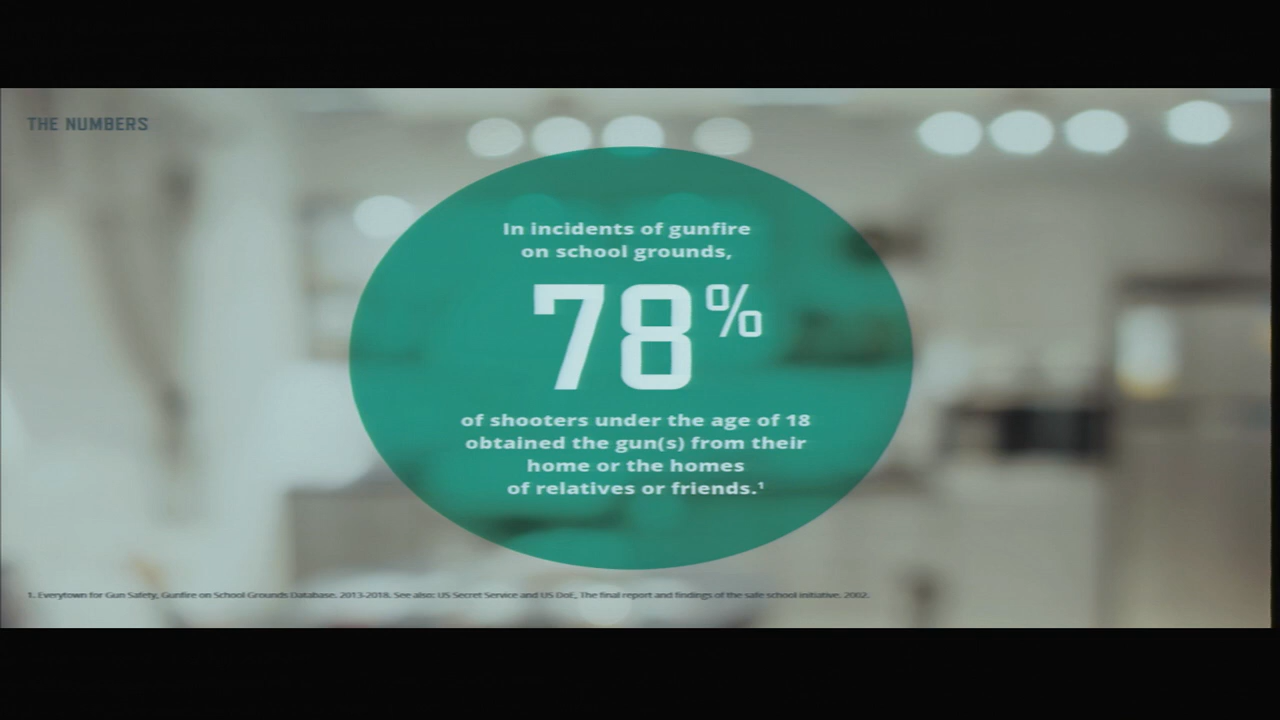 THE NUMBERS
In incidents of gunfire
on school grounds,
78%
of shooters under the age of 18
obtained the gun(s) from their
home or the homes
of relatives or friends.¹
1. Everytown for Gun Safety, Gunfire on School Grounds Database. 2013-2018. See also: US Secret Service and US DoE, The final report and findings of the safe school initiative. 2002.